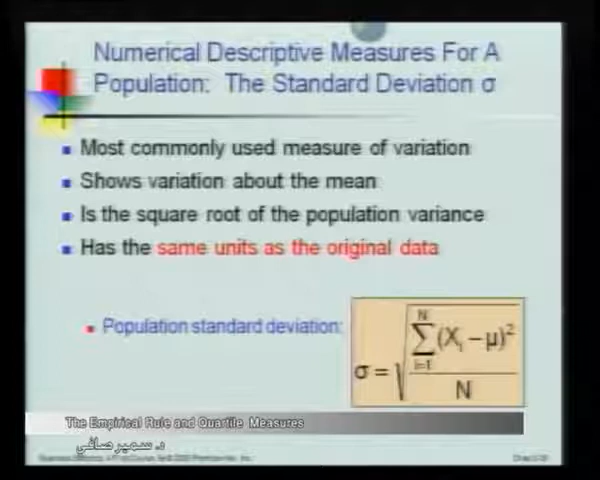 Numerical Descriptive Measures For A
Population: The Standard Deviation σ
Most commonly used measure of variation
Shows variation about the mean
Is the square root of the population variance
Has the same units as the original data
Population standard deviation:
σ = √(∑_{i=1}^{N} (X_i − μ)² / N)
The Empirical Rule and Quartile Measures
د. سمير صافي